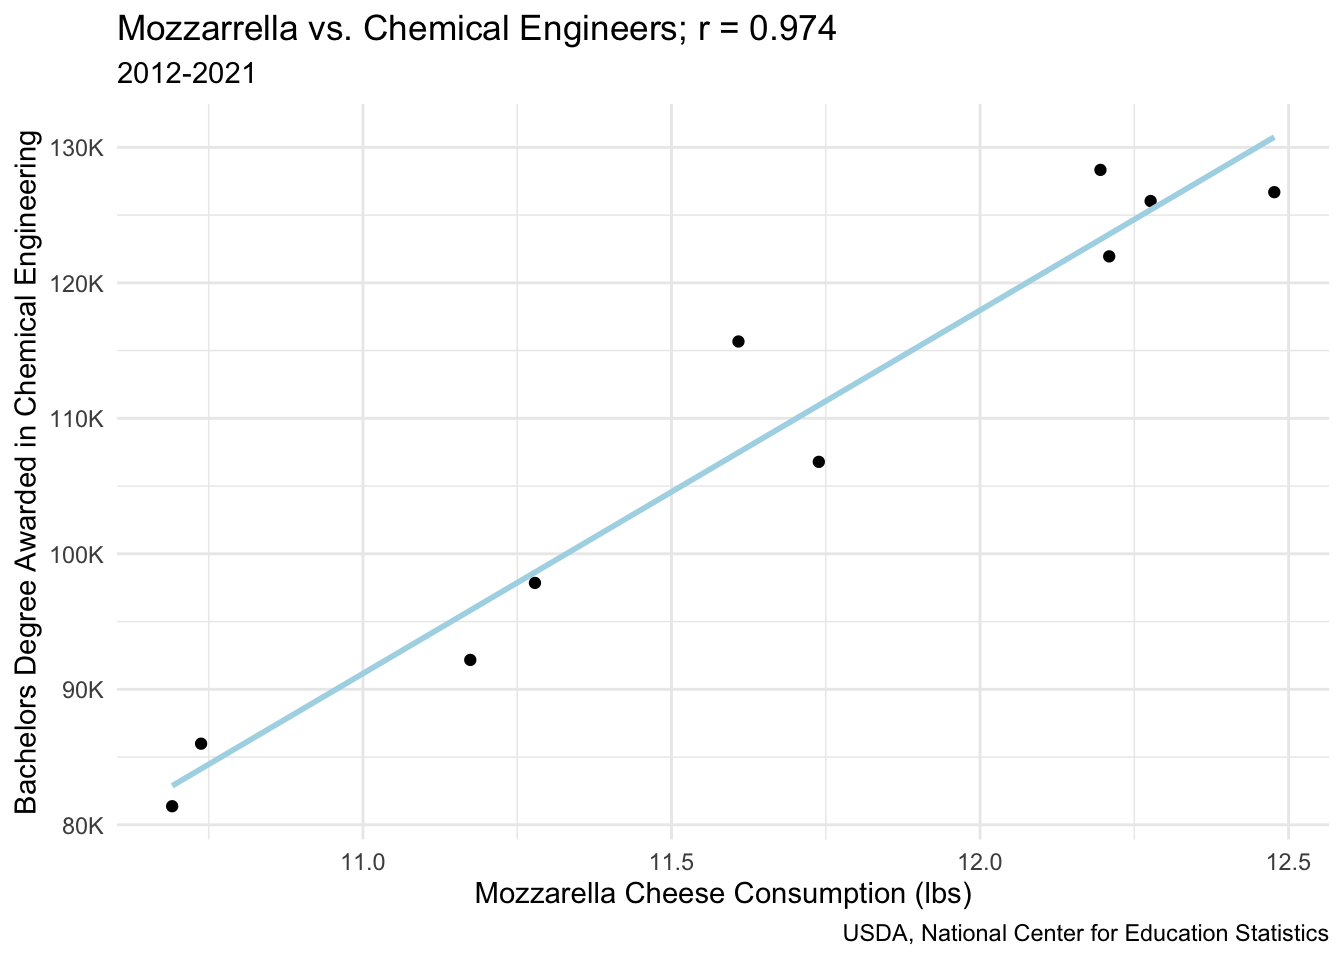 Mozzarrella vs. Chemical Engineers; r = 0.974
2012-2021
Bachelors Degree Awarded in Chemical Engineering
130K
120K
110K
100K
90K
80K
11.0
11.5
12.0
12.5
Mozzarella Cheese Consumption (lbs)
USDA, National Center for Education Statistics